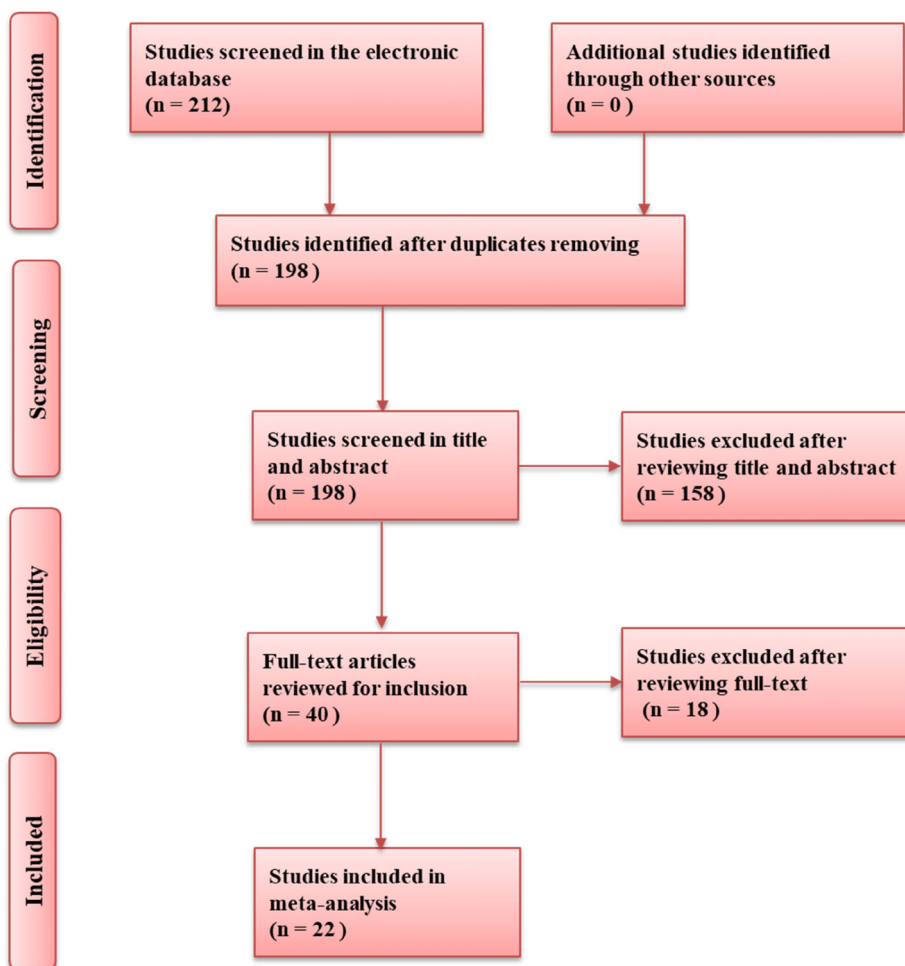 Identification
Studies screened in the electronic
database
(n = 212)
Additional studies identified
through other sources
(n = 0 )
Studies identified after duplicates removing
(n = 198)
Screening
Studies screened in title
and abstract
(n = 198 )
Studies excluded after
reviewing title and abstract
(n = 158)
Eligibility
Full-text articles
reviewed for inclusion
(n = 40 )
Studies excluded after
reviewing full-text
(n = 18 )
Included
Studies included in
meta-analysis
(n = 22 )